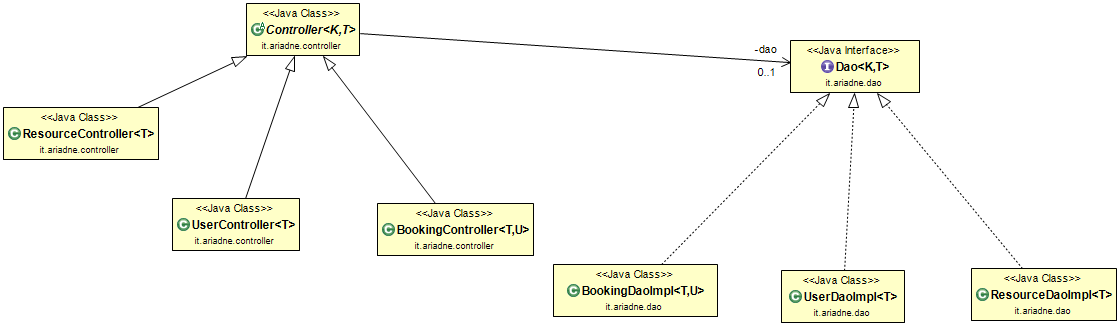 <<Java Class>>
Controller<K,T>
it.ariadne.controller
-dao
0..1
<<Java Interface>>
Dao<K,T>
it.ariadne.dao
<<Java Class>>
ResourceController<T>
it.ariadne.controller
<<Java Class>>
UserController<T>
it.ariadne.controller
<<Java Class>>
BookingController<T,U>
it.ariadne.controller
<<Java Class>>
BookingDaoImpl<T,U>
it.ariadne.dao
<<Java Class>>
UserDaoImpl<T>
it.ariadne.dao
<<Java Class>>
ResourceDaoImpl<T>
it.ariadne.dao